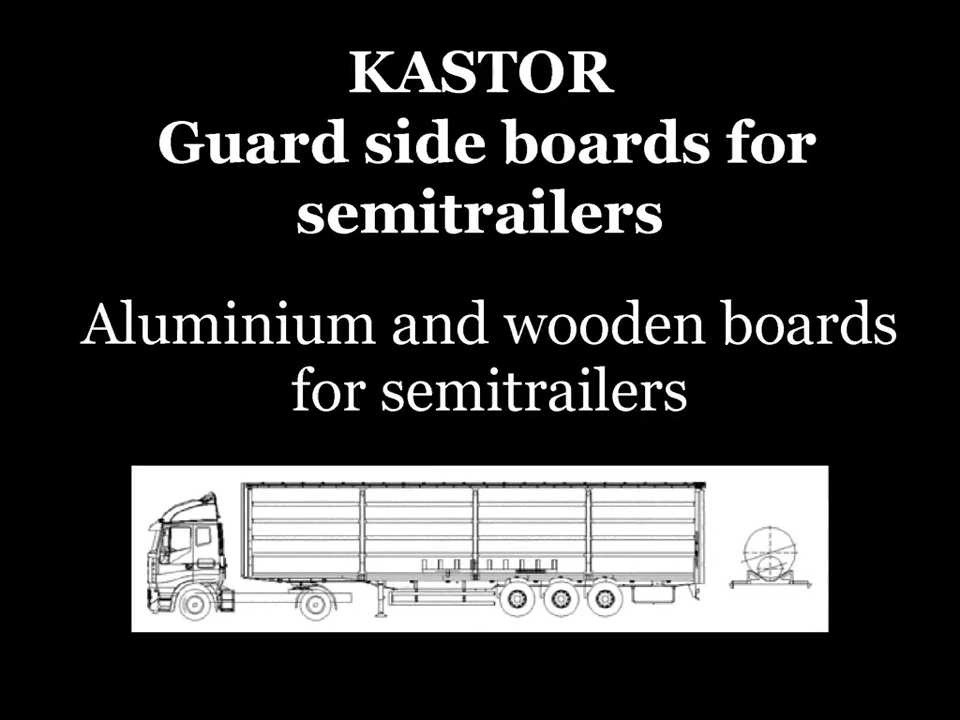 KASTOR
Guard side boards for
semitrailers
Aluminium and wooden boards
for semitrailers